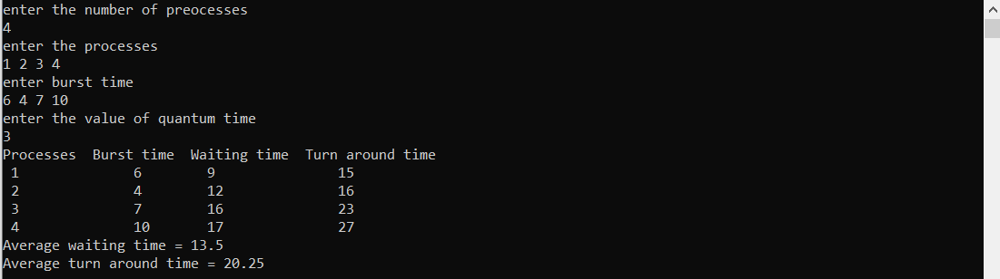 enter the number of preocesses
4
enter the processes
1 2 3 4
enter burst time
6 4 7 10
enter the value of quantum time
3
Processes  Burst time  Waiting time  Turn around time
1 6 9 15
2 4 12 16
3 7 16 23
4 10 17 27
Average waiting time = 13.5
Average turn around time = 20.25